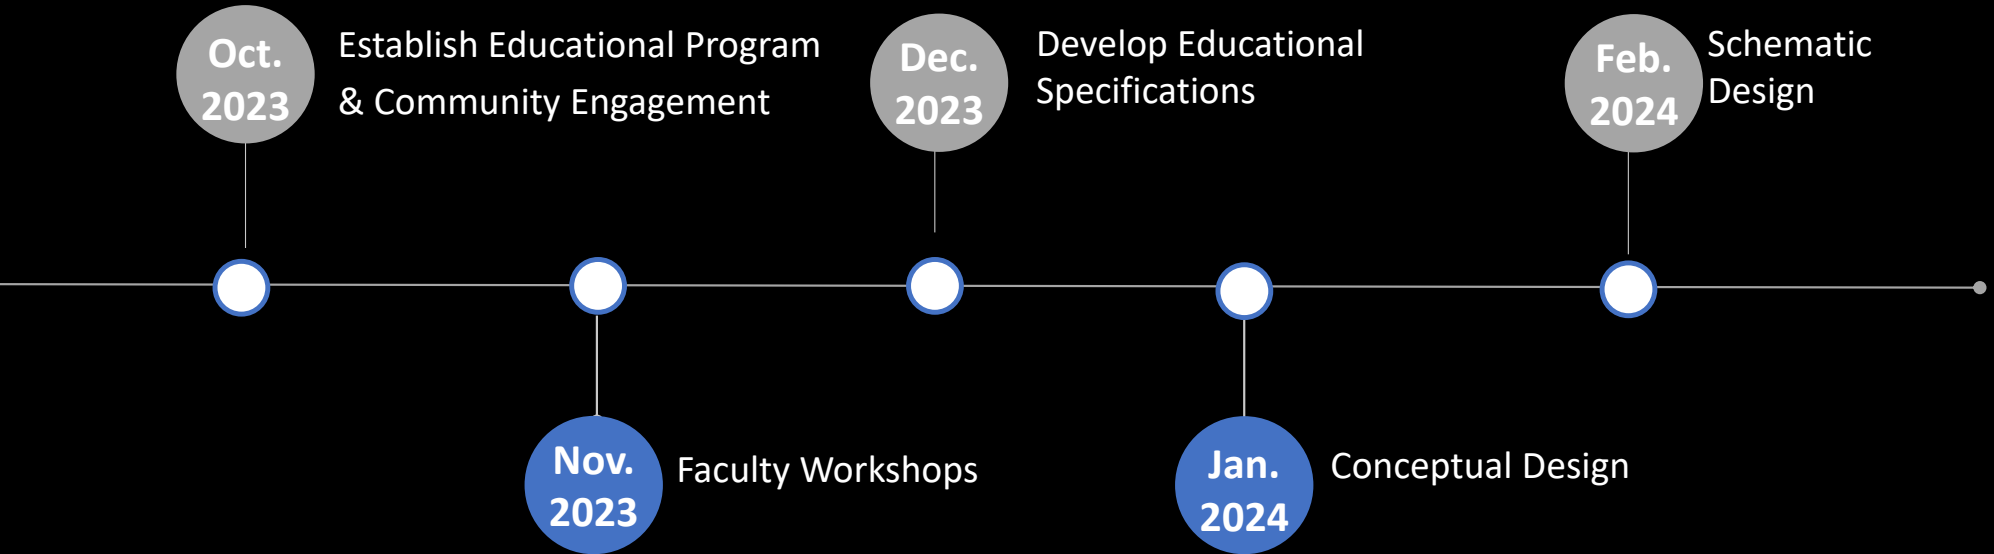 Oct.
2023
Establish Educational Program
& Community Engagement
Nov.
2023
Faculty Workshops
Dec.
2023
Develop Educational
Specifications
Jan.
2024
Conceptual Design
Feb.
2024
Schematic
Design